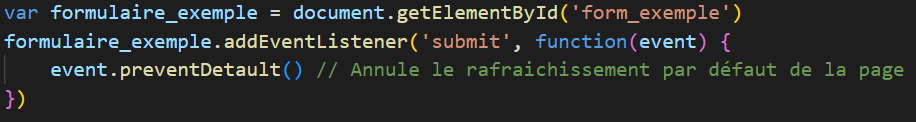 var formulaire_exemple = document.getElementById('form_exemple')
formulaire_exemple.addEventListener('submit', function(event) {
    event.preventDetault() // Annule le rafraichissement par défaut de la page
})